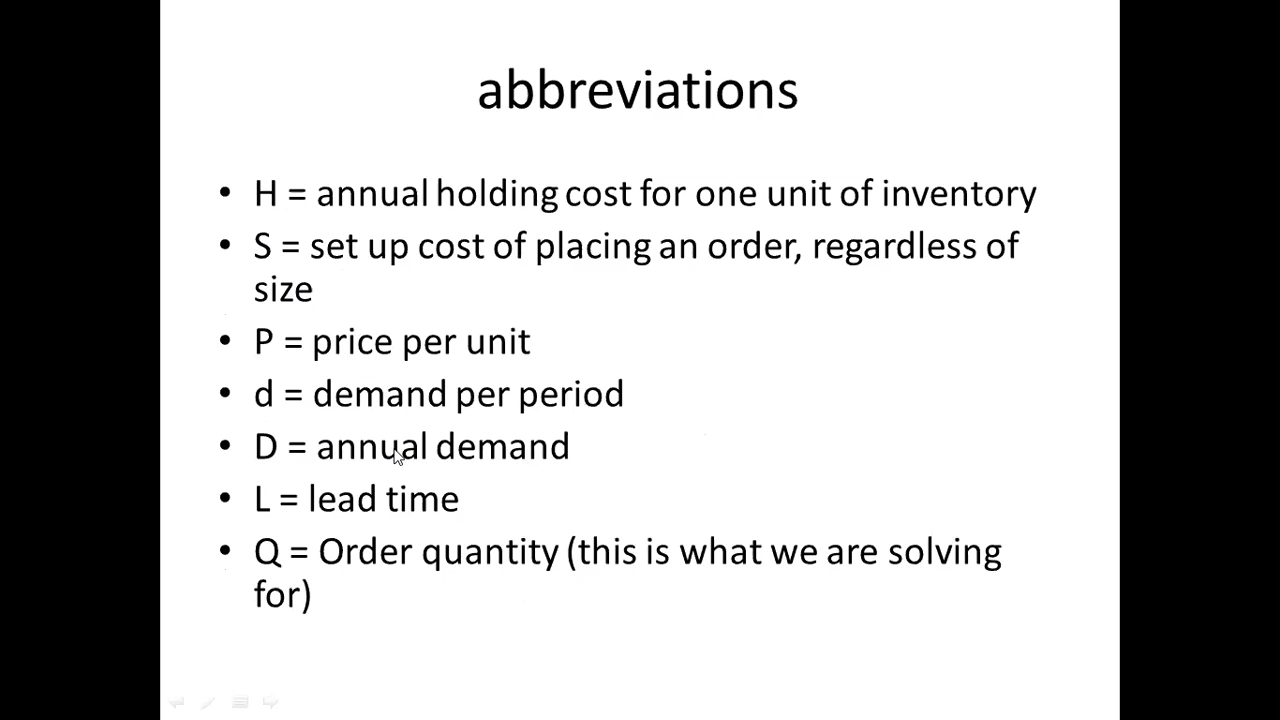 abbreviations
• H = annual holding cost for one unit of inventory
• S = set up cost of placing an order, regardless of
size
• P = price per unit
• d = demand per period
• D = annual demand
• L = lead time
• Q = Order quantity (this is what we are solving
for)